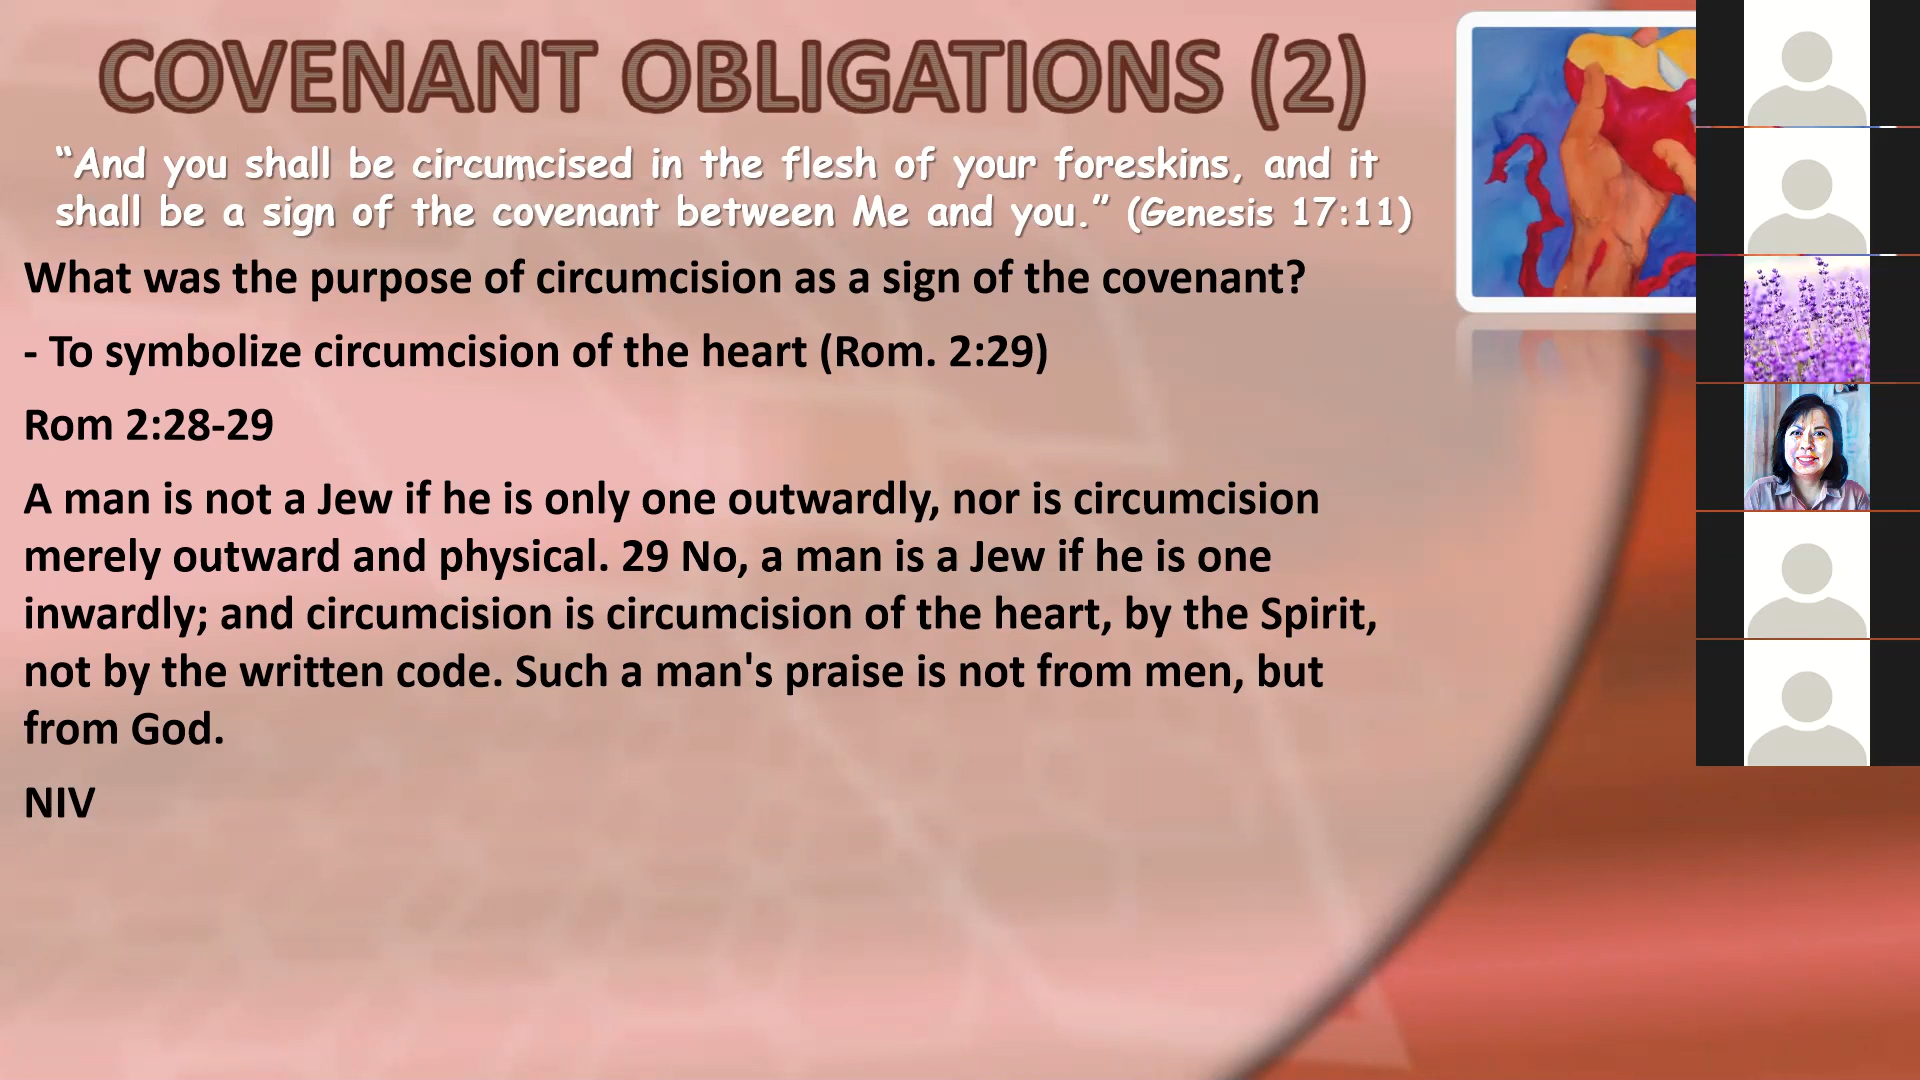 COVENANT OBLIGATIONS (2)
“And you shall be circumcised in the flesh of your foreskins, and it
shall be a sign of the covenant between Me and you.” (Genesis 17:11)
What was the purpose of circumcision as a sign of the covenant?
- To symbolize circumcision of the heart (Rom. 2:29)
Rom 2:28-29
A man is not a Jew if he is only one outwardly, nor is circumcision
merely outward and physical. 29 No, a man is a Jew if he is one
inwardly; and circumcision is circumcision of the heart, by the Spirit,
not by the written code. Such a man's praise is not from men, but
from God.
NIV